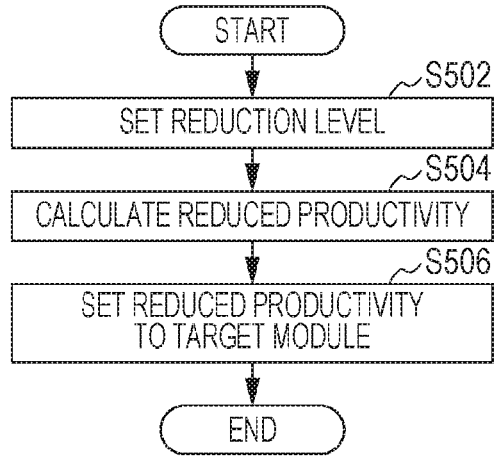 START
S502
SET REDUCTION LEVEL
S504
CALCULATE REDUCED PRODUCTIVITY
S506
SET REDUCED PRODUCTIVITY
TO TARGET MODULE
END